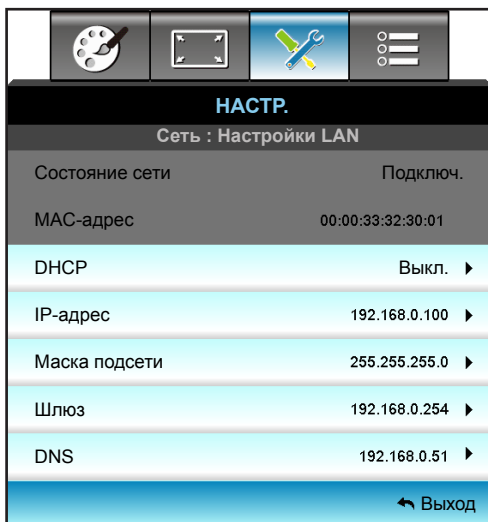 НАСТР.
Сеть : Настройки LAN
Состояние сети Подключ.
MAC-адрес 00:00:33:32:30:01
DHCP Выкл.
IP-адрес 192.168.0.100
Маска подсети 255.255.255.0
Шлюз 192.168.0.254
DNS 192.168.0.51
Выход